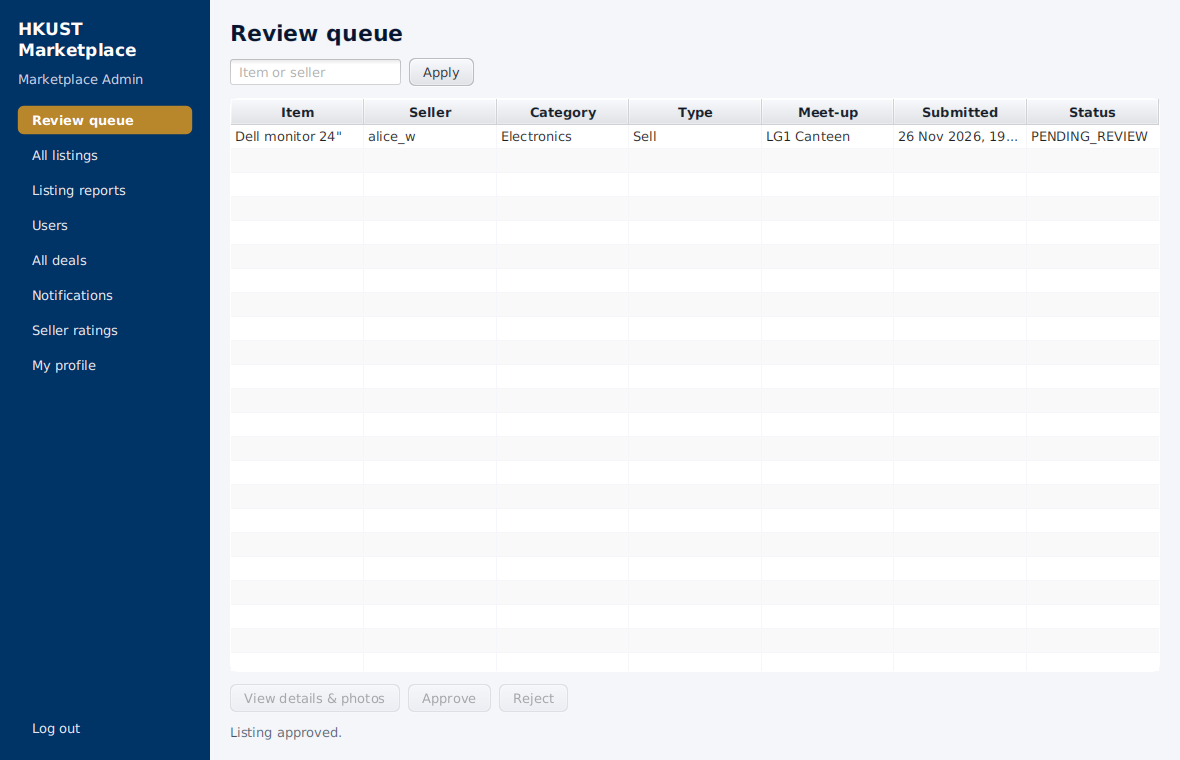 HKUST
Marketplace
Marketplace Admin
Review queue
All listings
Listing reports
Users
All deals
Notifications
Seller ratings
My profile
Log out
Review queue
Item or seller
Apply
Item Seller Category Type Meet-up Submitted Status
Dell monitor 24" alice_w Electronics Sell LG1 Canteen 26 Nov 2026, 19... PENDING_REVIEW
View details & photos Approve Reject
Listing approved.